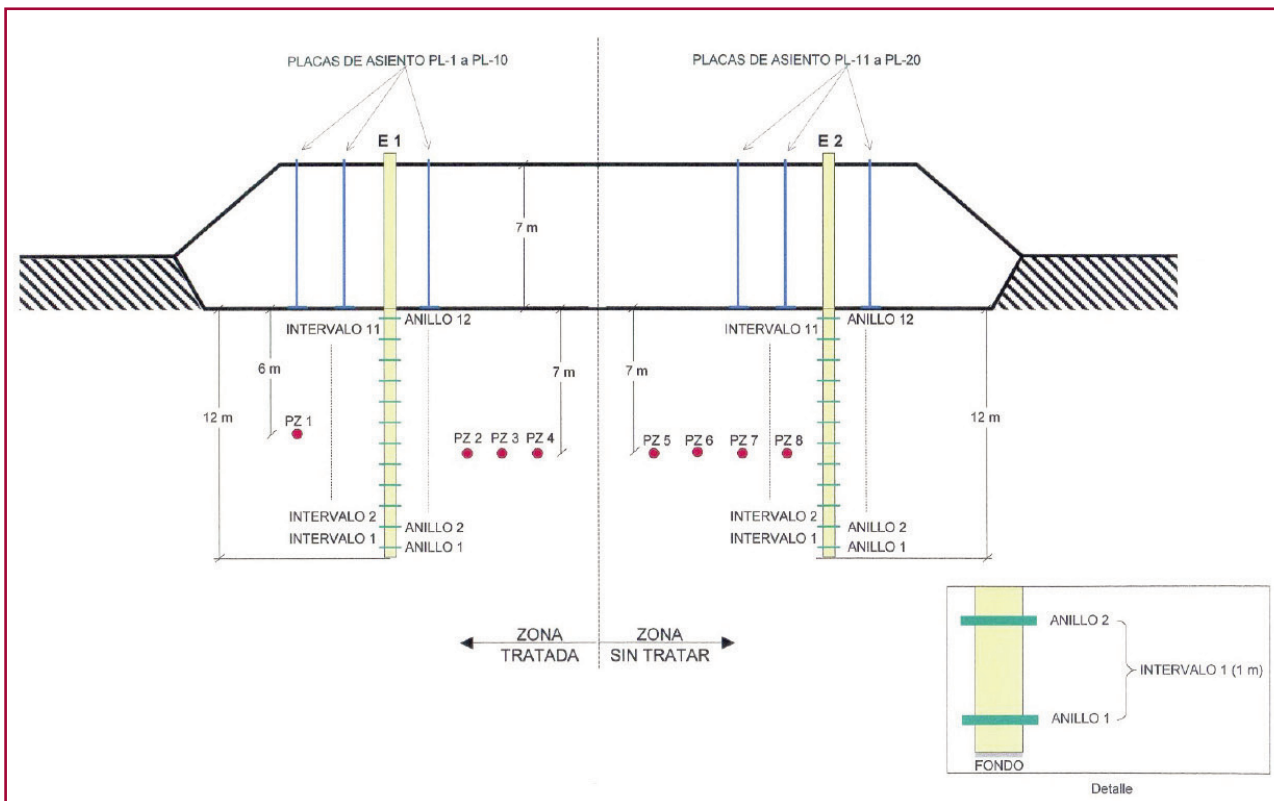 PLACAS DE ASIENTO PL-1 a PL-10
PLACAS DE ASIENTO PL-11 a PL-20
E 1
E 2
7 m
INTERVALO 11
ANILLO 12
INTERVALO 11
ANILLO 12
6 m
7 m
7 m
12 m
12 m
PZ 1
PZ 2
PZ 3
PZ 4
PZ 5
PZ 6
PZ 7
PZ 8
INTERVALO 2
ANILLO 2
INTERVALO 1
ANILLO 1
INTERVALO 2
ANILLO 2
INTERVALO 1
ANILLO 1
ZONA
TRATADA
ZONA
SIN TRATAR
ANILLO 2
INTERVALO 1 (1 m)
ANILLO 1
FONDO
Detalle